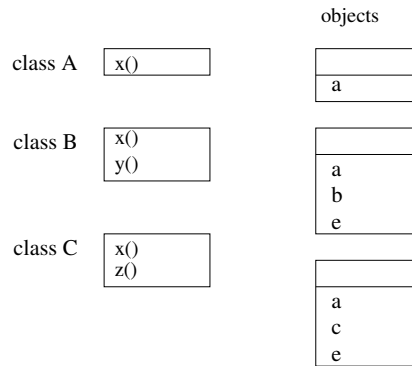 objects
class A
x()
a
class B
x()
y()
a
b
e
class C
x()
z()
a
c
e